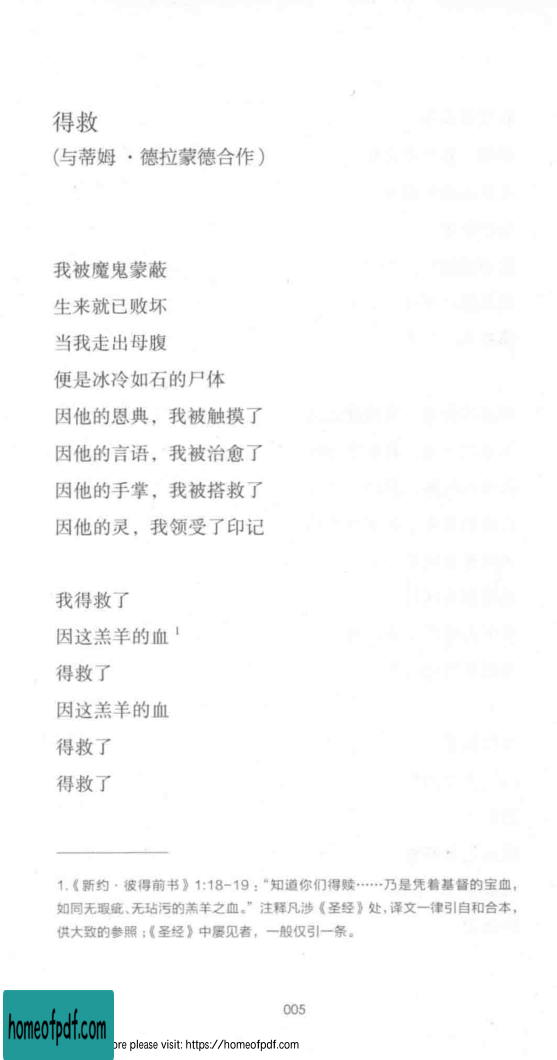 得救
(与蒂姆·德拉蒙德合作)
我被魔鬼蒙蔽
生来就已败坏
当我走出母腹
便是冰冷如石的尸体
因他的恩典，我被触摸了
因他的言语，我被治愈了
因他的手掌，我被搭救了
因他的灵，我领受了印记
我得救了
因这羔羊的血1
得救了
因这羔羊的血
得救了
得救了
1.《新约·彼得前书》1:18-19："知道你们得赎……乃是凭着基督的宝血，
如同无瑕疵、无玷污的羔羊之血。"注释凡涉《圣经》处，译文一律引自和合本，
供大致的参照；《圣经》中屡见者，一般仅引一条。
005
homeofpdf.com
ore please visit: https://homeofpdf.com